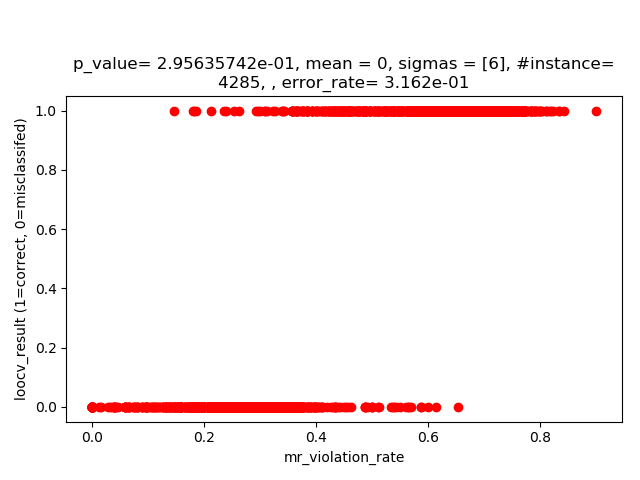 p_value= 2.95635742e-01, mean = 0, sigmas = [6], #instance=
4285, , error_rate= 3.162e-01
loocv_result (1=correct, 0=misclassifed)
1.0
0.8
0.6
0.4
0.2
0.0
0.0 0.2 0.4 0.6 0.8
mr_violation_rate